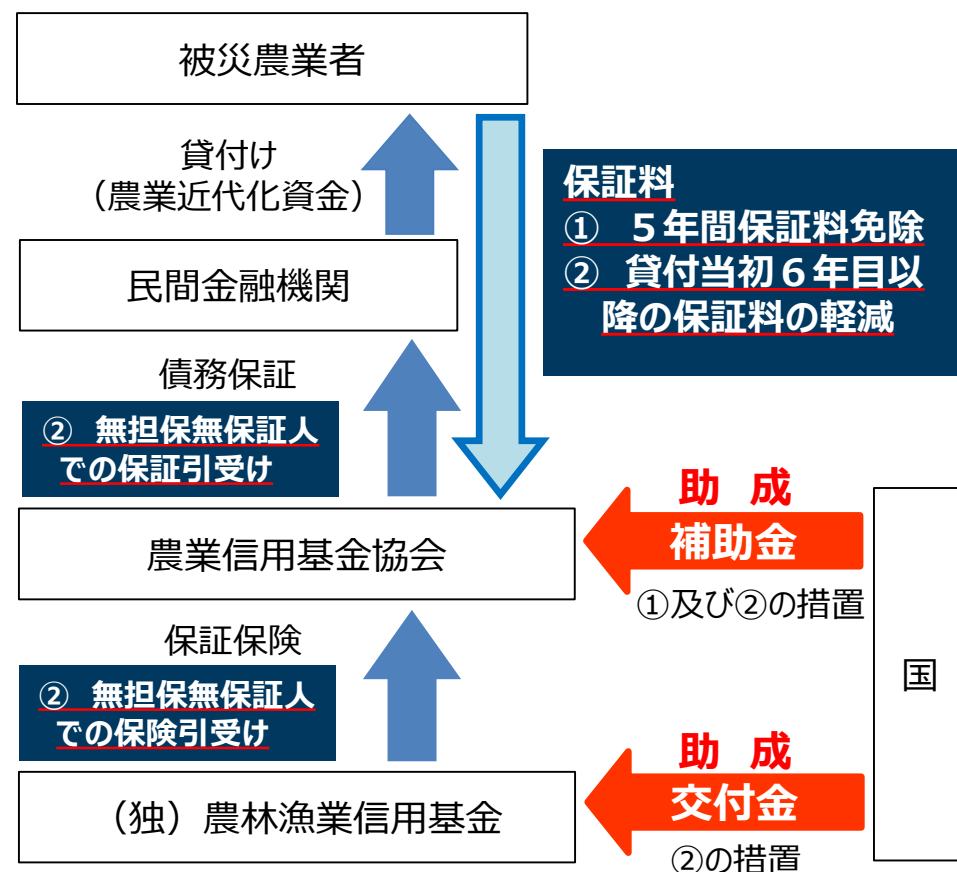 被災農業者
貸付け
（農業近代化資金）
保証料
① ５年間保証料免除
② 貸付当初６年目以
降の保証料の軽減
民間金融機関
債務保証
② 無担保無保証人
での保証引受け
助 成
補助金
①及び②の措置
農業信用基金協会
国
保証保険
② 無担保無保証人
での保険引受け
助 成
交付金
②の措置
（独）農林漁業信用基金